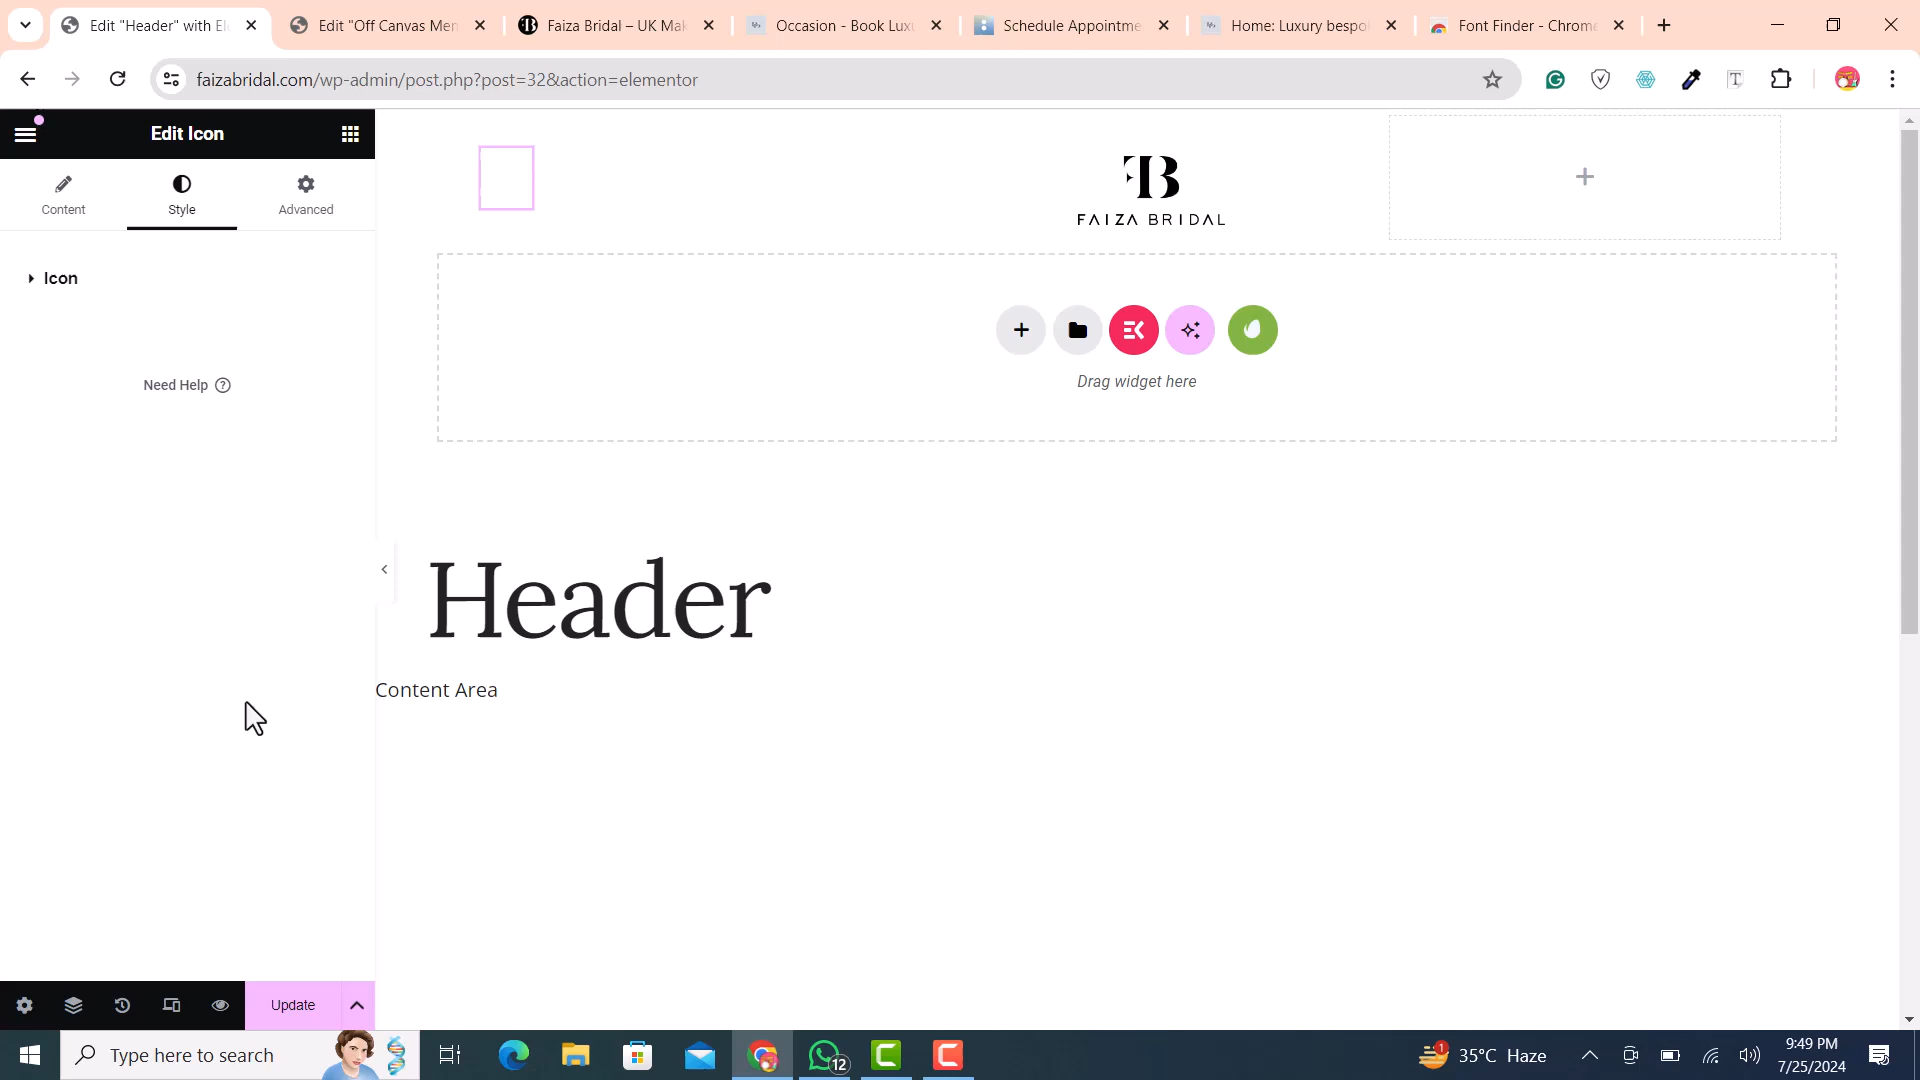 Edit "Header" with Ele
Edit "Off Canvas Men
Faiza Bridal – UK Mak
Occasion - Book Luxu
Schedule Appointme
Home: Luxury bespo
Font Finder - Chrome
faizabridal.com/wp-admin/post.php?post=32&action=elementor
Edit Icon
Content
Style
Advanced
Icon
Need Help
FAIZA BRIDAL
Drag widget here
Header
Content Area
Update
Type here to search
12
1
35°C Haze
9:49 PM
7/25/2024